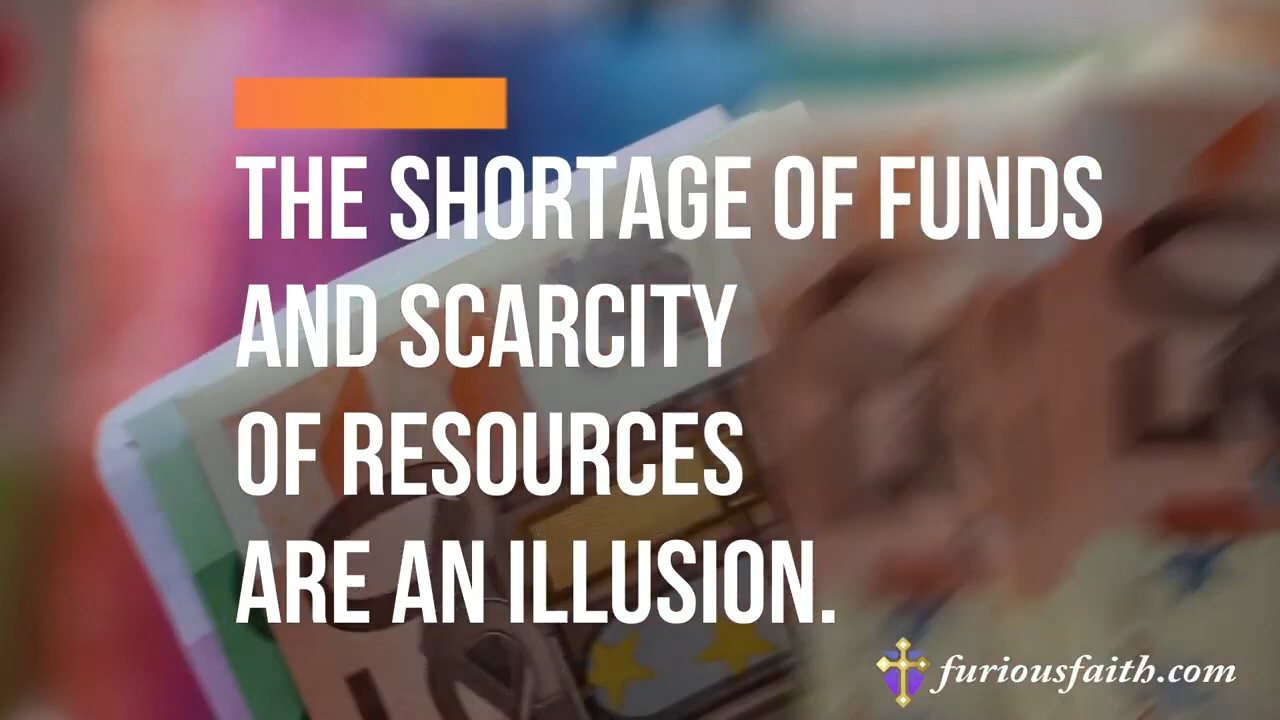 THE SHORTAGE OF FUNDS
AND SCARCITY
OF RESOURCES
ARE AN ILLUSION.
furiousfaith.com